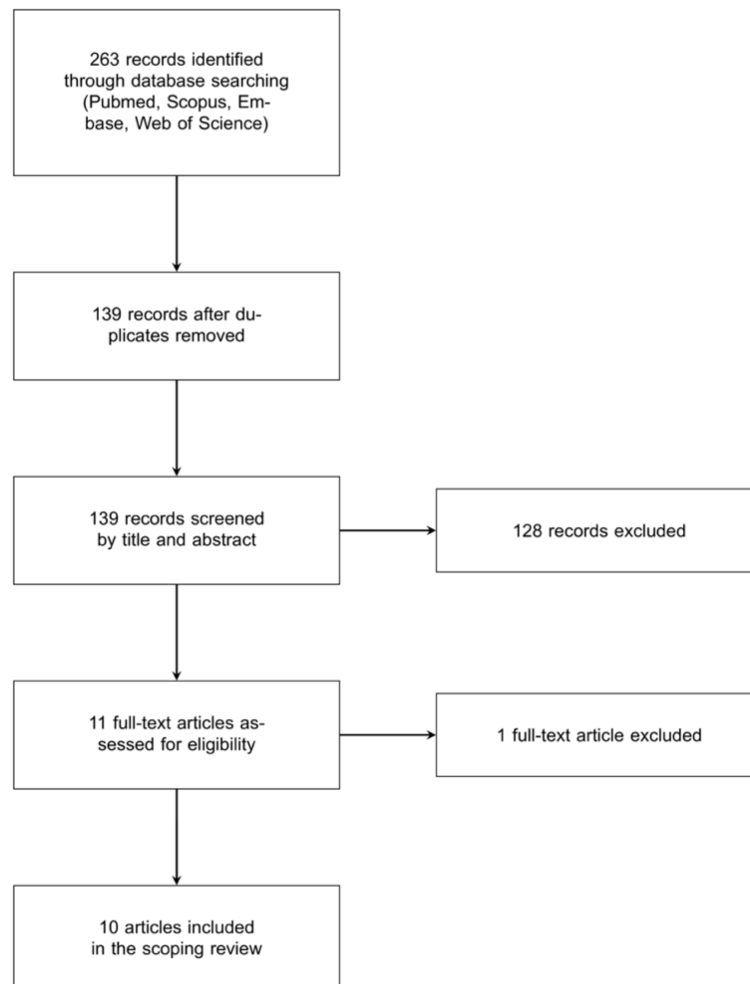 263 records identified
through database searching
(Pubmed, Scopus, Em-
base, Web of Science)
139 records after du-
plicates removed
139 records screened
by title and abstract
128 records excluded
11 full-text articles as-
sessed for eligibility
1 full-text article excluded
10 articles included
in the scoping review